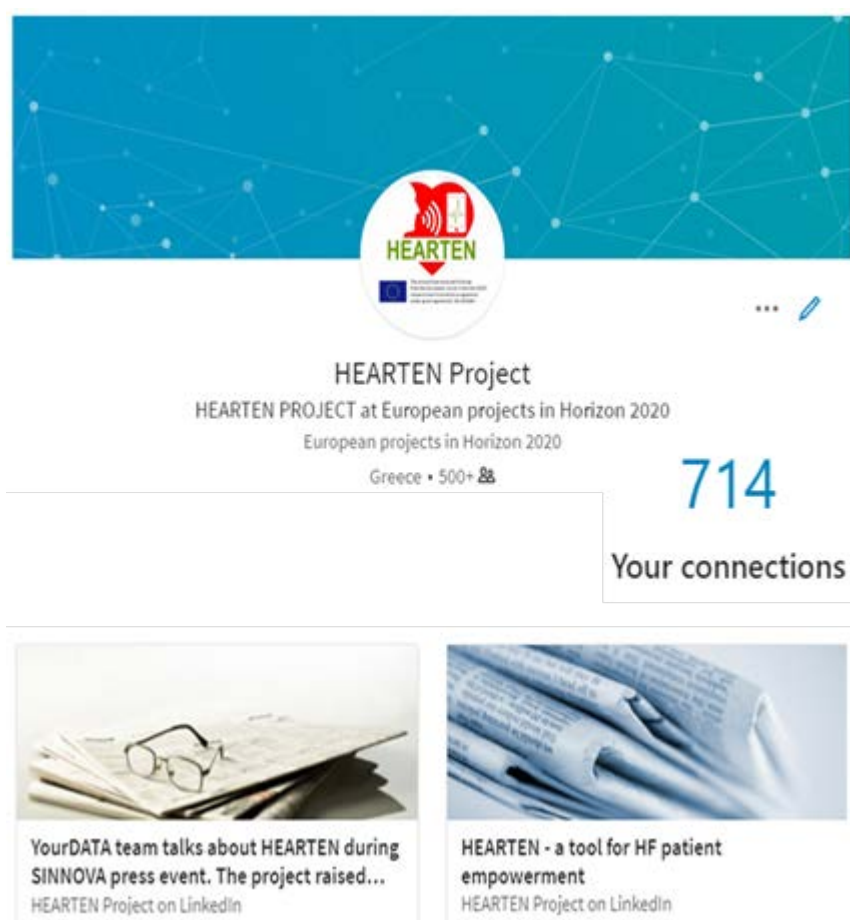 HEARTEN
HEARTEN Project
HEARTEN PROJECT at European projects in Horizon 2020
European projects in Horizon 2020
Greece • 500+
714
Your connections
YourDATA team talks about HEARTEN during
SINNOVA press event. The project raised...
HEARTEN Project on LinkedIn
HEARTEN - a tool for HF patient
empowerment
HEARTEN Project on LinkedIn